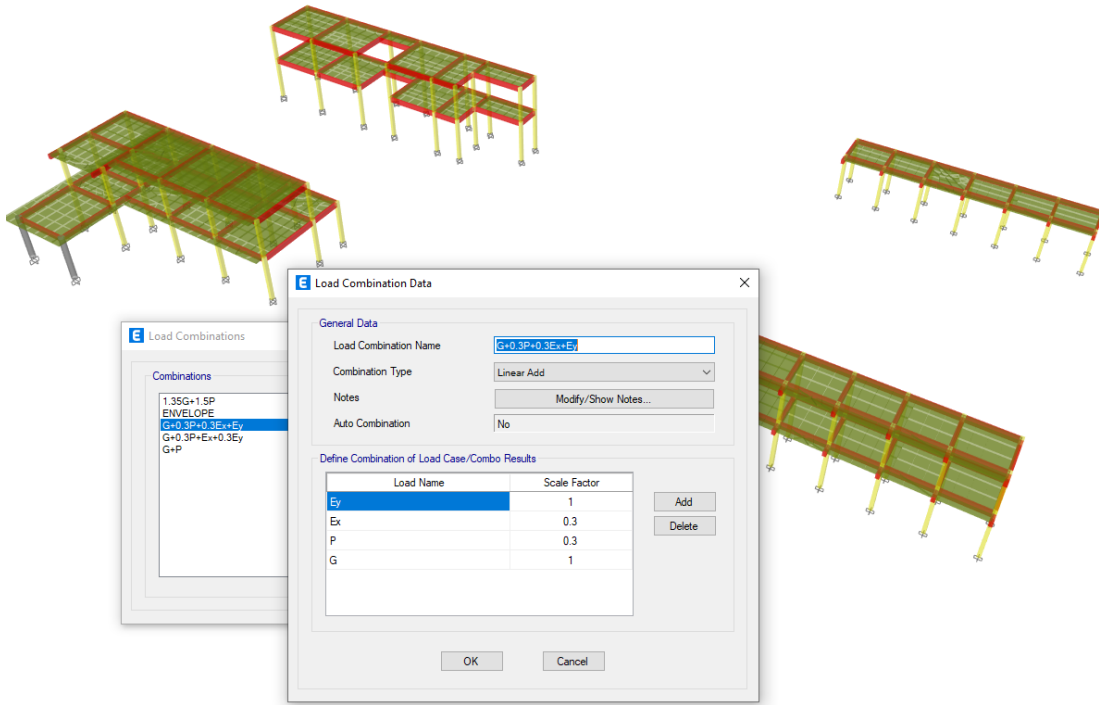 Load Combinations
Combinations
1.35G+1.5P
ENVELOPE
G+0.3P+0.3Ex+Ey
G+0.3P+Ex+0.3Ey
G+P
E Load Combination Data
General Data
Load Combination Name G+0.3P+0.3Ex+Ey
Combination Type Linear Add
Notes Modify/Show Notes...
Auto Combination No
Define Combination of Load Case/Combo Results
Load Name Scale Factor
Ey 1
Ex 0.3
P 0.3
G 1
Add
Delete
OK Cancel